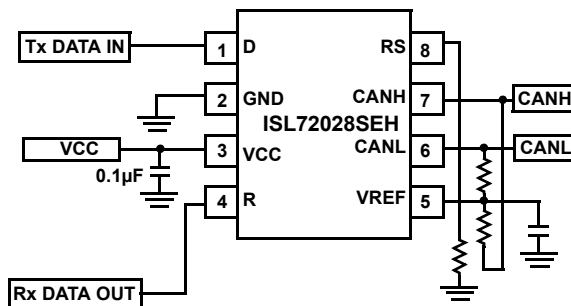 Tx DATA IN
1
D
RS
8
2
GND
CANH
7
CANH
ISL72028SEH
VCC
3
VCC
CANL
6
CANL
0.1µF
4
R
VREF
5
Rx DATA OUT